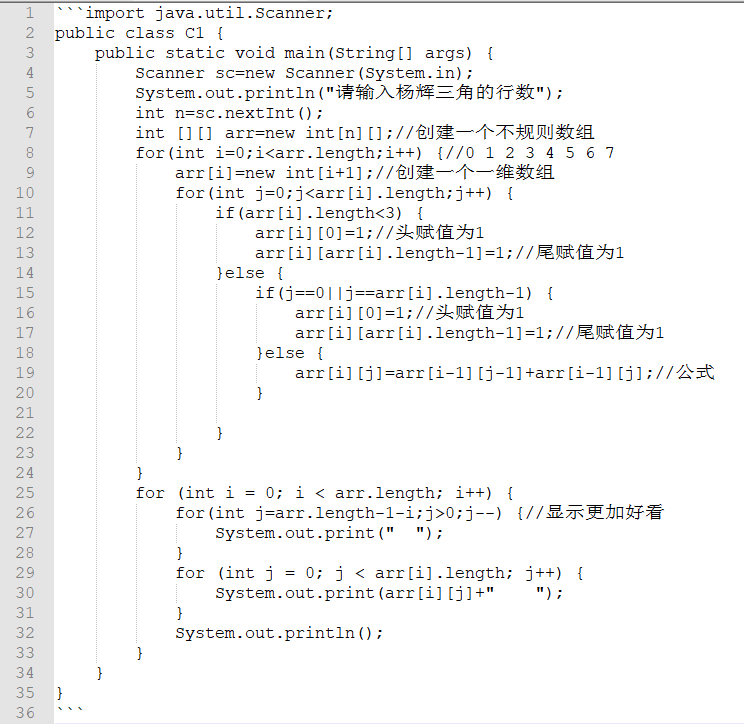 1 ```import java.util.Scanner;
2 public class C1 {
3     public static void main(String[] args) {
4         Scanner sc=new Scanner(System.in);
5         System.out.println("请输入杨辉三角的行数");
6         int n=sc.nextInt();
7         int [][] arr=new int[n][];//创建一个不规则数组
8         for(int i=0;i<arr.length;i++) {//0 1 2 3 4 5 6 7
9             arr[i]=new int[i+1];//创建一个一维数组
10             for(int j=0;j<arr[i].length;j++) {
11                 if(arr[i].length<3) {
12                     arr[i][0]=1;//头赋值为1
13                     arr[i][arr[i].length-1]=1;//尾赋值为1
14                 }else {
15                     if(j==0||j==arr[i].length-1) {
16                         arr[i][0]=1;//头赋值为1
17                         arr[i][arr[i].length-1]=1;//尾赋值为1
18                     }else {
19                         arr[i][j]=arr[i-1][j-1]+arr[i-1][j];//公式
20                     }
21
22                 }
23             }
24         }
25         for (int i = 0; i < arr.length; i++) {
26             for(int j=arr.length-1-i;j>0;j--) {//显示更加好看
27                 System.out.print("  ");
28             }
29             for (int j = 0; j < arr[i].length; j++) {
30                 System.out.print(arr[i][j]+"    ");
31             }
32             System.out.println();
33         }
34     }
35 }
36 ```